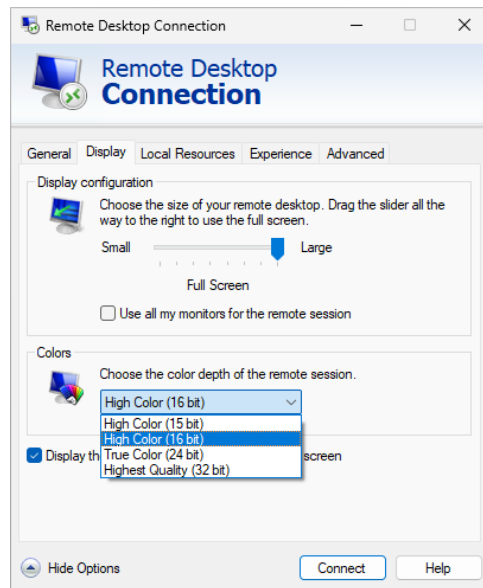 Remote Desktop Connection
Remote Desktop
Connection
General Display Local Resources Experience Advanced
Display configuration
Choose the size of your remote desktop. Drag the slider all the
way to the right to use the full screen.
Small Large
Full Screen
Use all my monitors for the remote session
Colors
Choose the color depth of the remote session.
High Color (16 bit)
High Color (15 bit)
High Color (16 bit)
True Color (24 bit)
Highest Quality (32 bit)
Display th screen
Hide Options Connect Help